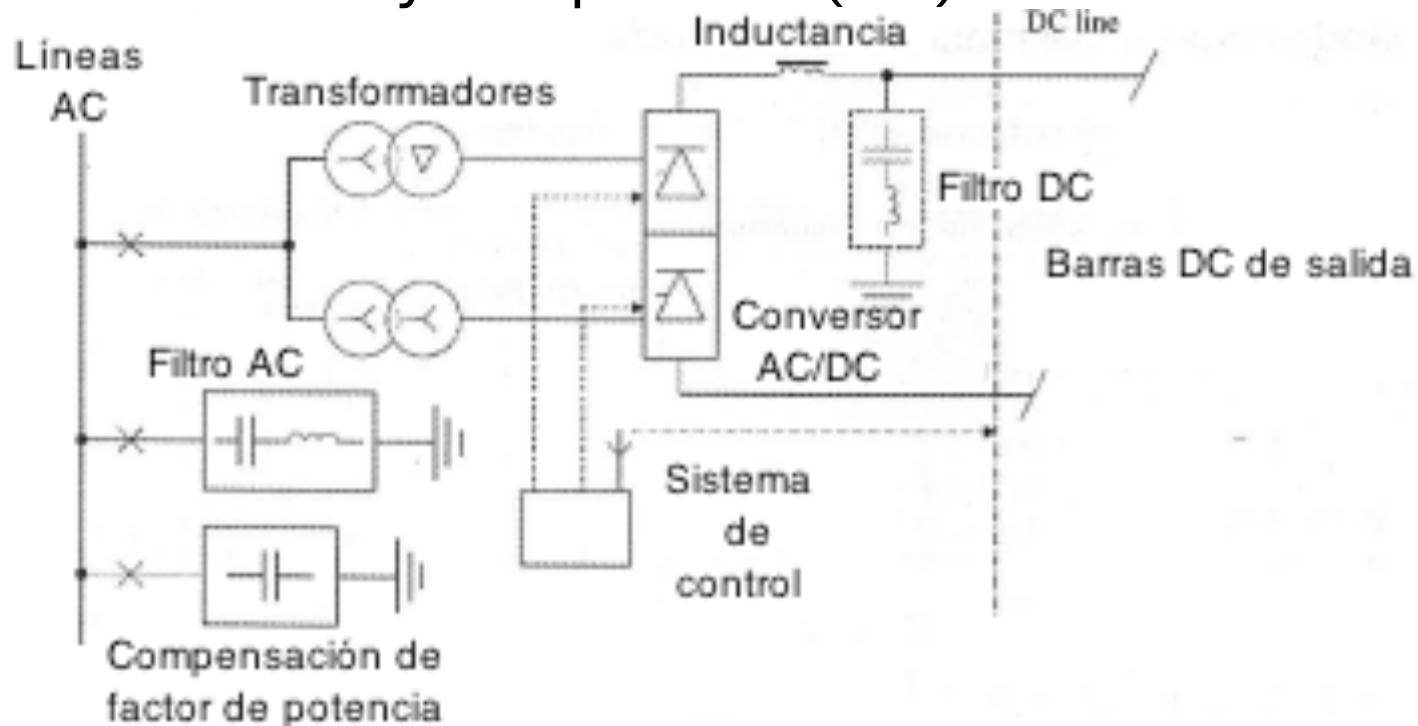 Líneas
AC
Transformadores
Inductancia
DC line
Filtro DC
Barras DC de salida
Conversor
AC/DC
Filtro AC
Sistema
de
control
Compensación de
factor de potencia